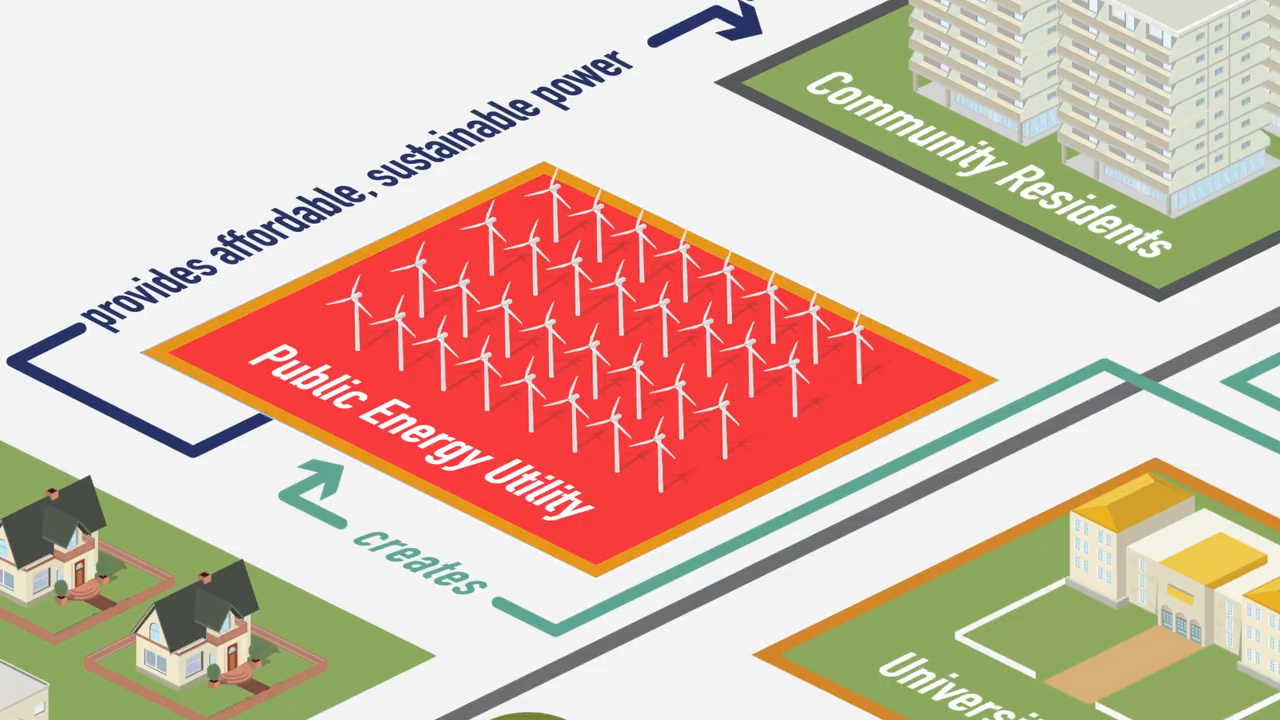 provides affordable, sustainable power
Community Residents
Public Energy Utility
creates